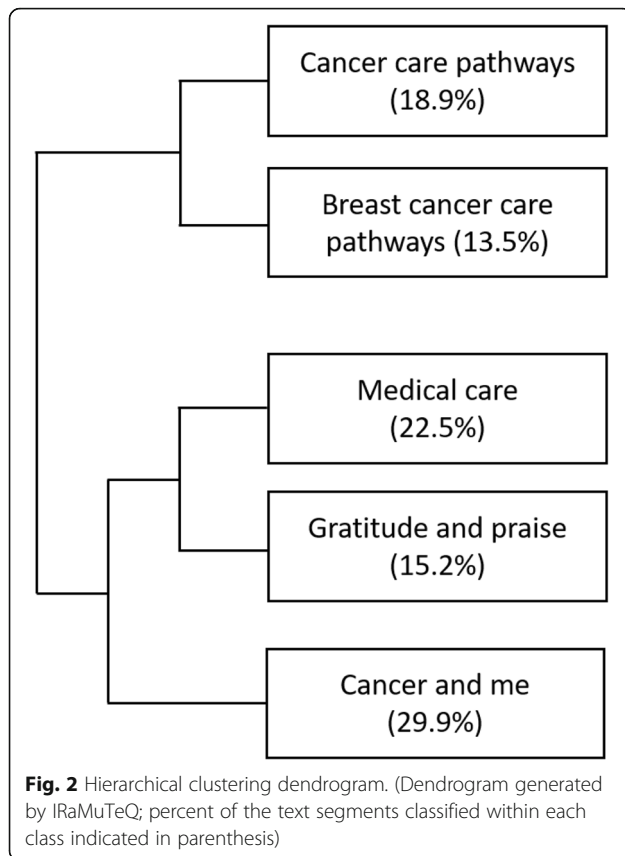 Cancer care pathways
(18.9%)
Breast cancer care
pathways (13.5%)
Medical care
(22.5%)
Gratitude and praise
(15.2%)
Cancer and me
(29.9%)
Fig. 2 Hierarchical clustering dendrogram. (Dendrogram generated
by IRaMuTeQ; percent of the text segments classified within each
class indicated in parenthesis)